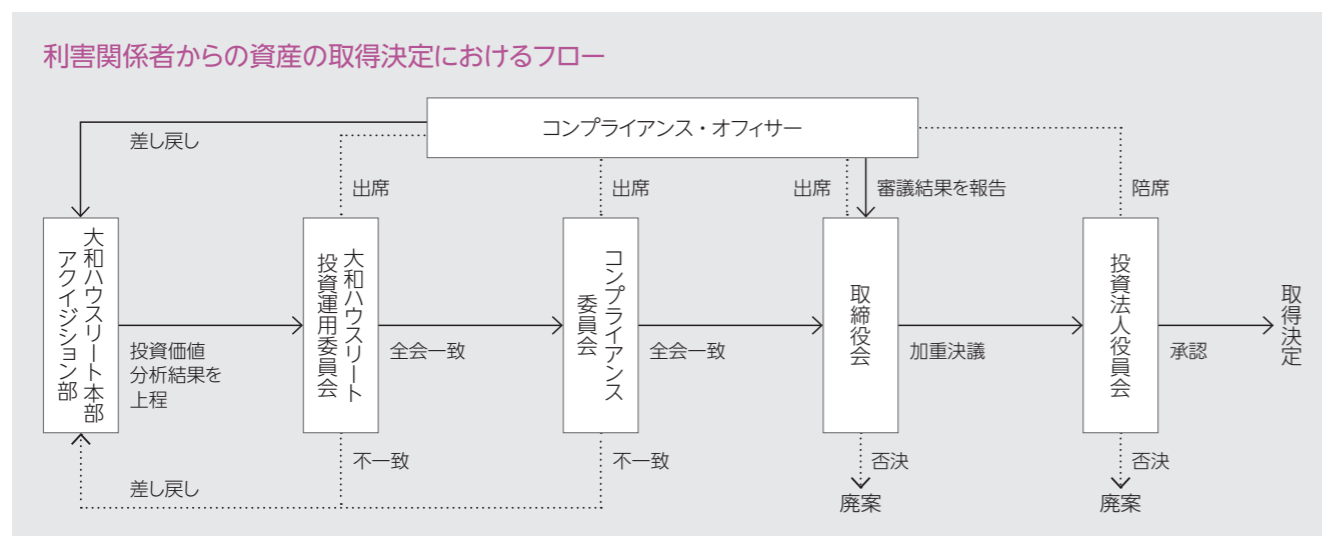 利害関係者からの資産の取得決定におけるフロー
コンプライアンス・オフィサー
差し戻し
出席
出席
出席
審議結果を報告
陪席
大和ハウスリート本部
アクイジション部
投資価値
分析結果を
上程
大和ハウスリート
投資運用委員会
全会一致
コンプライアンス
委員会
全会一致
取締役会
加重決議
投資法人役員会
承認
取得決定
不一致
不一致
否決
否決
差し戻し
廃案
廃案